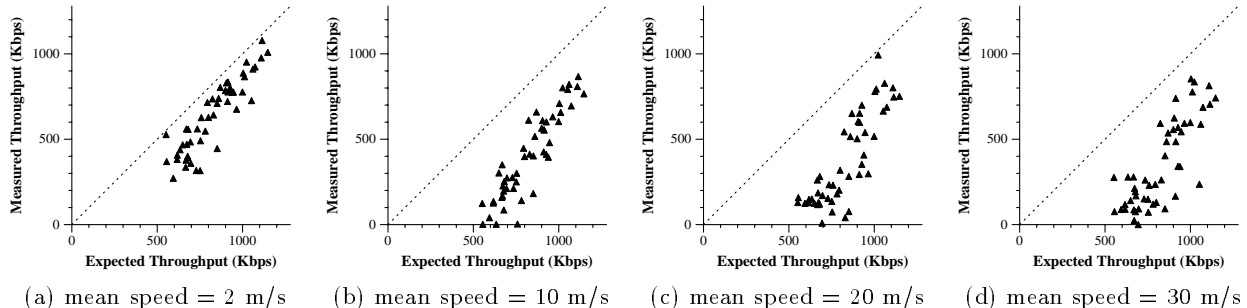 Measured Throughput (Kbps)
1000
500
0
0 500 1000
Expected Throughput (Kbps)
(a) mean speed = 2 m/s
Measured Throughput (Kbps)
1000
500
0
0 500 1000
Expected Throughput (Kbps)
(b) mean speed = 10 m/s
Measured Throughput (Kbps)
1000
500
0
0 500 1000
Expected Throughput (Kbps)
(c) mean speed = 20 m/s
Measured Throughput (Kbps)
1000
500
0
0 500 1000
Expected Throughput (Kbps)
(d) mean speed = 30 m/s